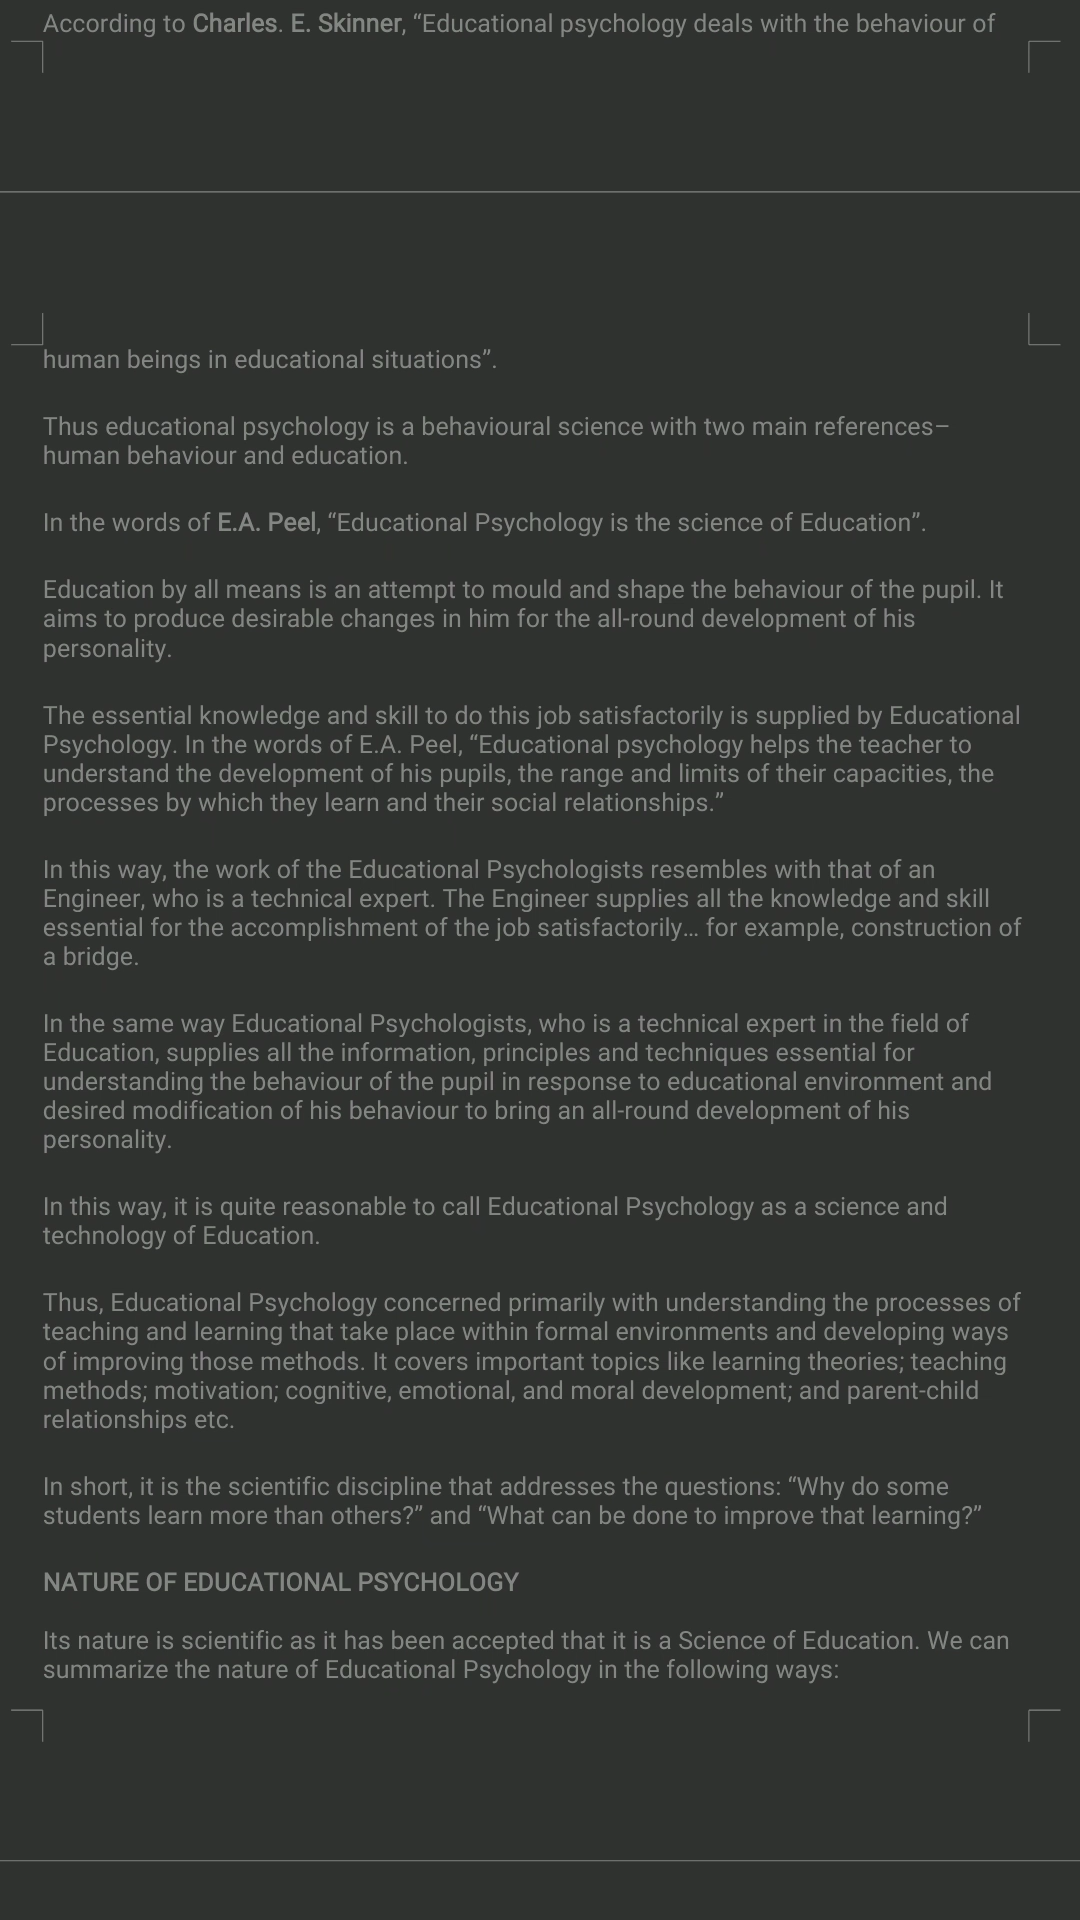 According to Charles. E. Skinner, “Educational psychology deals with the behaviour of
human beings in educational situations”.
Thus educational psychology is a behavioural science with two main references–
human behaviour and education.
In the words of E.A. Peel, “Educational Psychology is the science of Education”.
Education by all means is an attempt to mould and shape the behaviour of the pupil. It
aims to produce desirable changes in him for the all-round development of his
personality.
The essential knowledge and skill to do this job satisfactorily is supplied by Educational
Psychology. In the words of E.A. Peel, “Educational psychology helps the teacher to
understand the development of his pupils, the range and limits of their capacities, the
processes by which they learn and their social relationships.”
In this way, the work of the Educational Psychologists resembles with that of an
Engineer, who is a technical expert. The Engineer supplies all the knowledge and skill
essential for the accomplishment of the job satisfactorily... for example, construction of
a bridge.
In the same way Educational Psychologists, who is a technical expert in the field of
Education, supplies all the information, principles and techniques essential for
understanding the behaviour of the pupil in response to educational environment and
desired modification of his behaviour to bring an all-round development of his
personality.
In this way, it is quite reasonable to call Educational Psychology as a science and
technology of Education.
Thus, Educational Psychology concerned primarily with understanding the processes of
teaching and learning that take place within formal environments and developing ways
of improving those methods. It covers important topics like learning theories; teaching
methods; motivation; cognitive, emotional, and moral development; and parent-child
relationships etc.
In short, it is the scientific discipline that addresses the questions: “Why do some
students learn more than others?” and “What can be done to improve that learning?”
NATURE OF EDUCATIONAL PSYCHOLOGY
Its nature is scientific as it has been accepted that it is a Science of Education. We can
summarize the nature of Educational Psychology in the following ways: